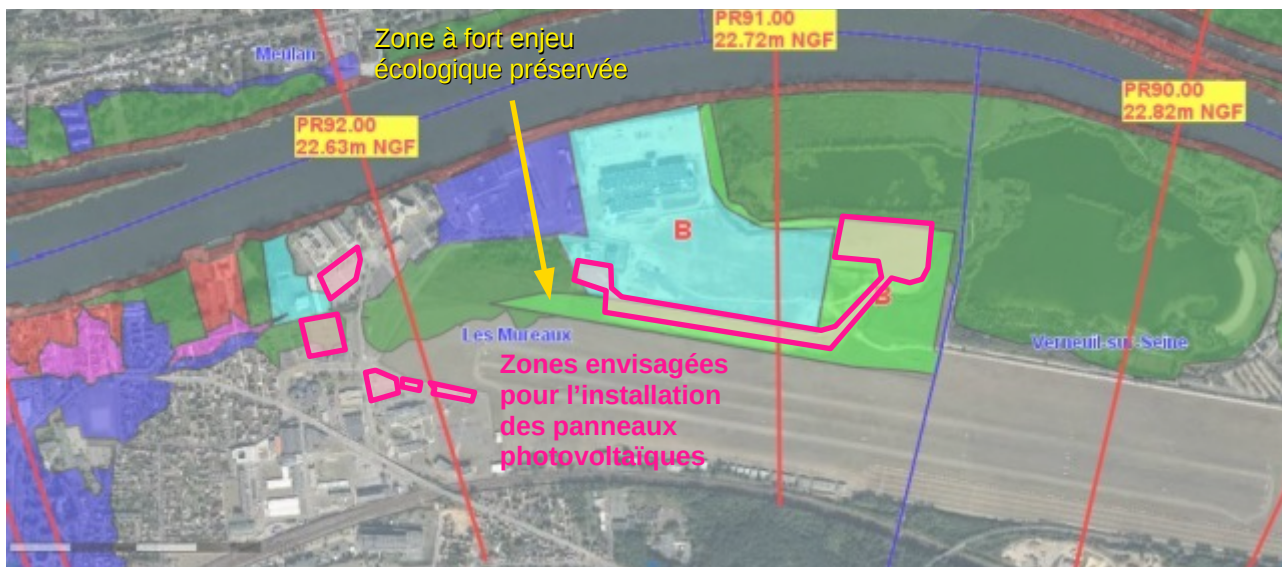 PR91.00
22.72m NGF
Zone à fort enjeu
écologique préservée
Meulan
PR90.00
22.82m NGF
PR92.00
22.63m NGF
B
B
Les Mureaux
Verneuil-sur-Seine
Zones envisagées
pour l’installation
des panneaux
photovoltaïques